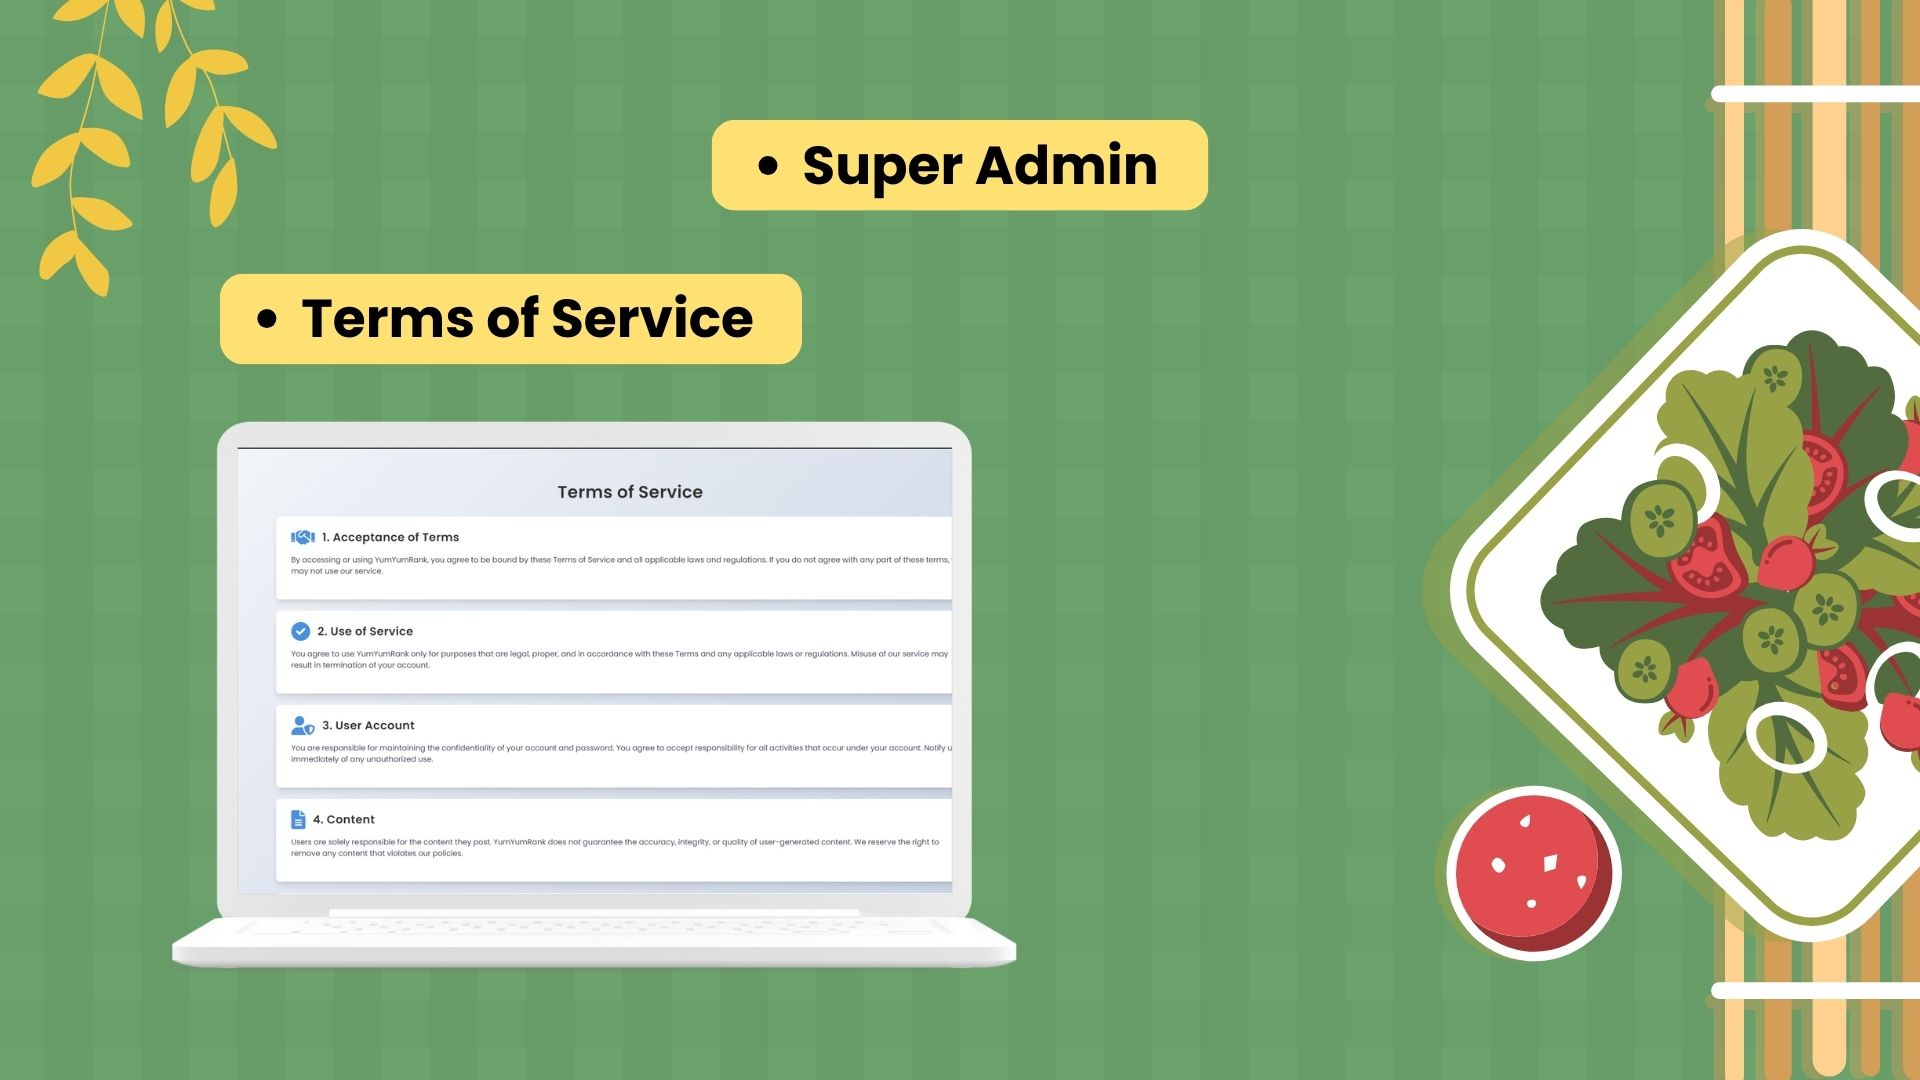 • Super Admin
• Terms of Service
Terms of Service
1. Acceptance of Terms
By accessing or using YumYumRank, you agree to be bound by these Terms of Service and all applicable laws and regulations. If you do not agree with any part of these terms,
may not use our service.
2. Use of Service
You agree to use YumYumRank only for purposes that are legal, proper, and in accordance with these Terms and any applicable laws or regulations. Misuse of our service may
result in termination of your account.
3. User Account
You are responsible for maintaining the confidentiality of your account and password. You agree to accept responsibility for all activities that occur under your account. Notify u
immediately of any unauthorized use.
4. Content
Users are solely responsible for the content they post. YumYumRank does not guarantee the accuracy, integrity, or quality of user-generated content. We reserve the right to
remove any content that violates our policies.